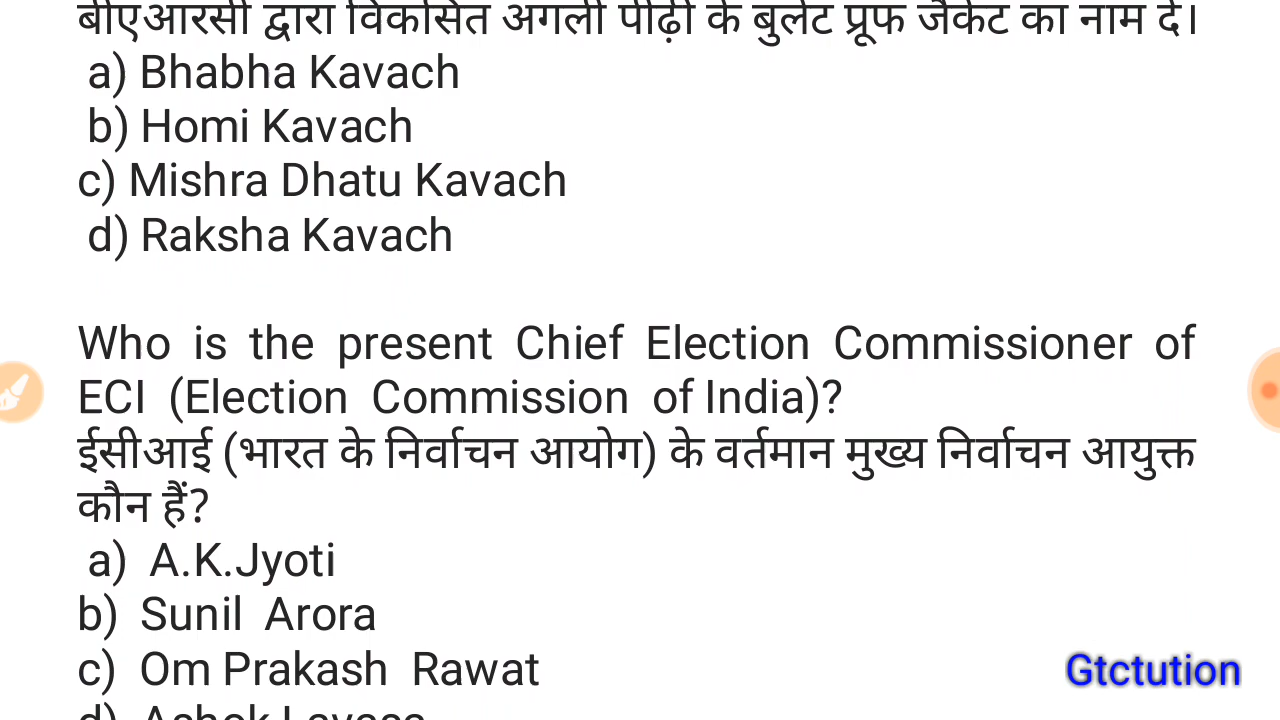 बीएआरसी द्वारा विकसित अगली पीढ़ी के बुलेट प्रूफ जैकेट का नाम दें।
a) Bhabha Kavach
b) Homi Kavach
c) Mishra Dhatu Kavach
d) Raksha Kavach
Who is the present Chief Election Commissioner of
ECI (Election Commission of India)?
ईसीआई (भारत के निर्वाचन आयोग) के वर्तमान मुख्य निर्वाचन आयुक्त
कौन हैं?
a) A.K.Jyoti
b) Sunil Arora
c) Om Prakash Rawat
d) Ashok Lavasa
Gtctution